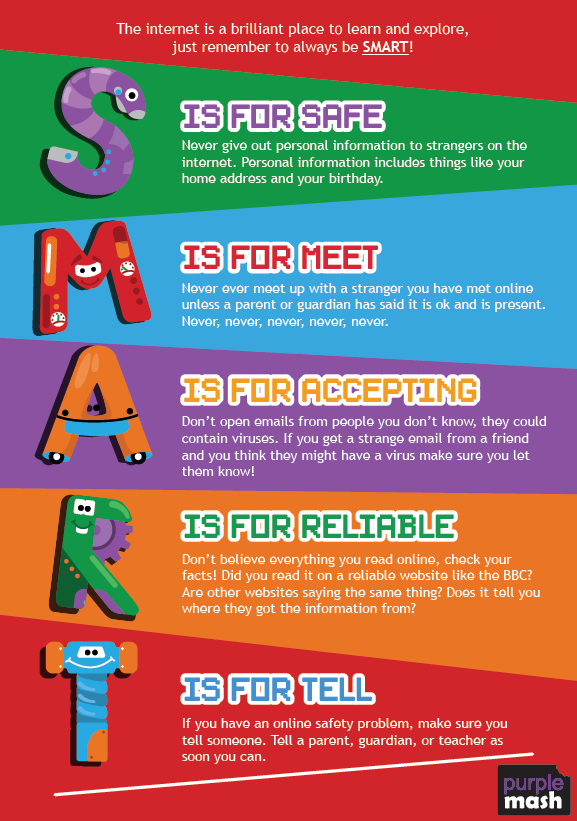 The internet is a brilliant place to learn and explore,
just remember to always be SMART!
S
IS FOR SAFE
Never give out personal information to strangers on the
internet. Personal information includes things like your
home address and your birthday.
M
IS FOR MEET
Never ever meet up with a stranger you have met online
unless a parent or guardian has said it is ok and is present.
Never, never, never, never, never.
A
IS FOR ACCEPTING
Don't open emails from people you don't know, they could
contain viruses. If you get a strange email from a friend
and you think they might have a virus make sure you let
them know!
R
IS FOR RELIABLE
Don't believe everything you read online, check your
facts! Did you read it on a reliable website like the BBC?
Are other websites saying the same thing? Does it tell you
where they got the information from?
T
IS FOR TELL
If you have an online safety problem, make sure you
tell someone. Tell a parent, guardian, or teacher as
soon you can.
purple
mash